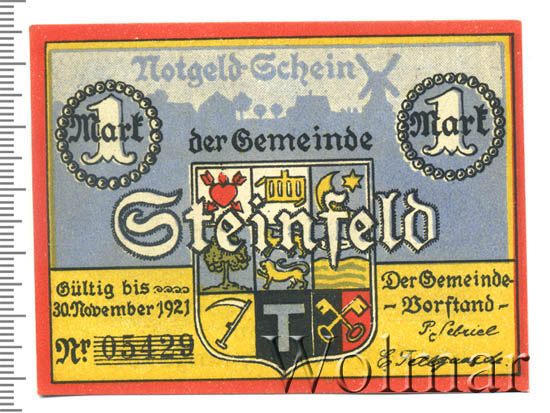 Notgeld-Schein
1 Mark
1 Mark
der Gemeinde
Steinfeld
Gültig bis
30. November 1921
Der Gemeinde-
-Vorstand-
Nr. 05429
T
Wolmar